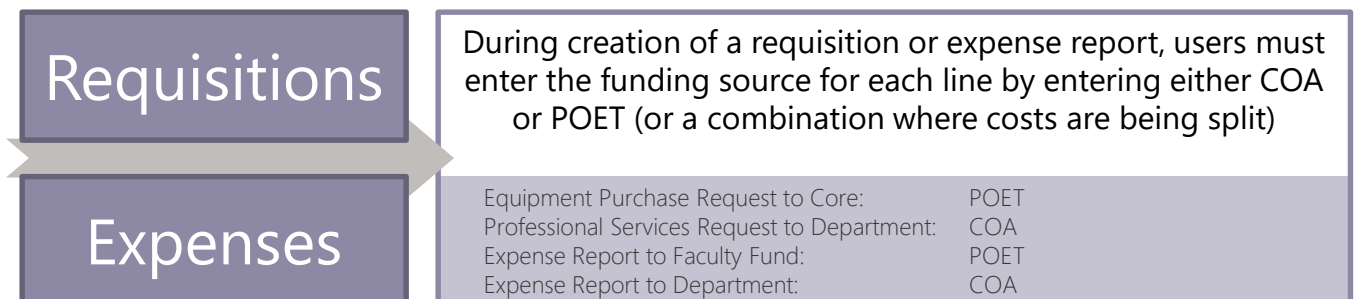 Requisitions
Expenses
During creation of a requisition or expense report, users must
enter the funding source for each line by entering either COA
or POET (or a combination where costs are being split)
Equipment Purchase Request to Core: POET
Professional Services Request to Department: COA
Expense Report to Faculty Fund: POET
Expense Report to Department: COA